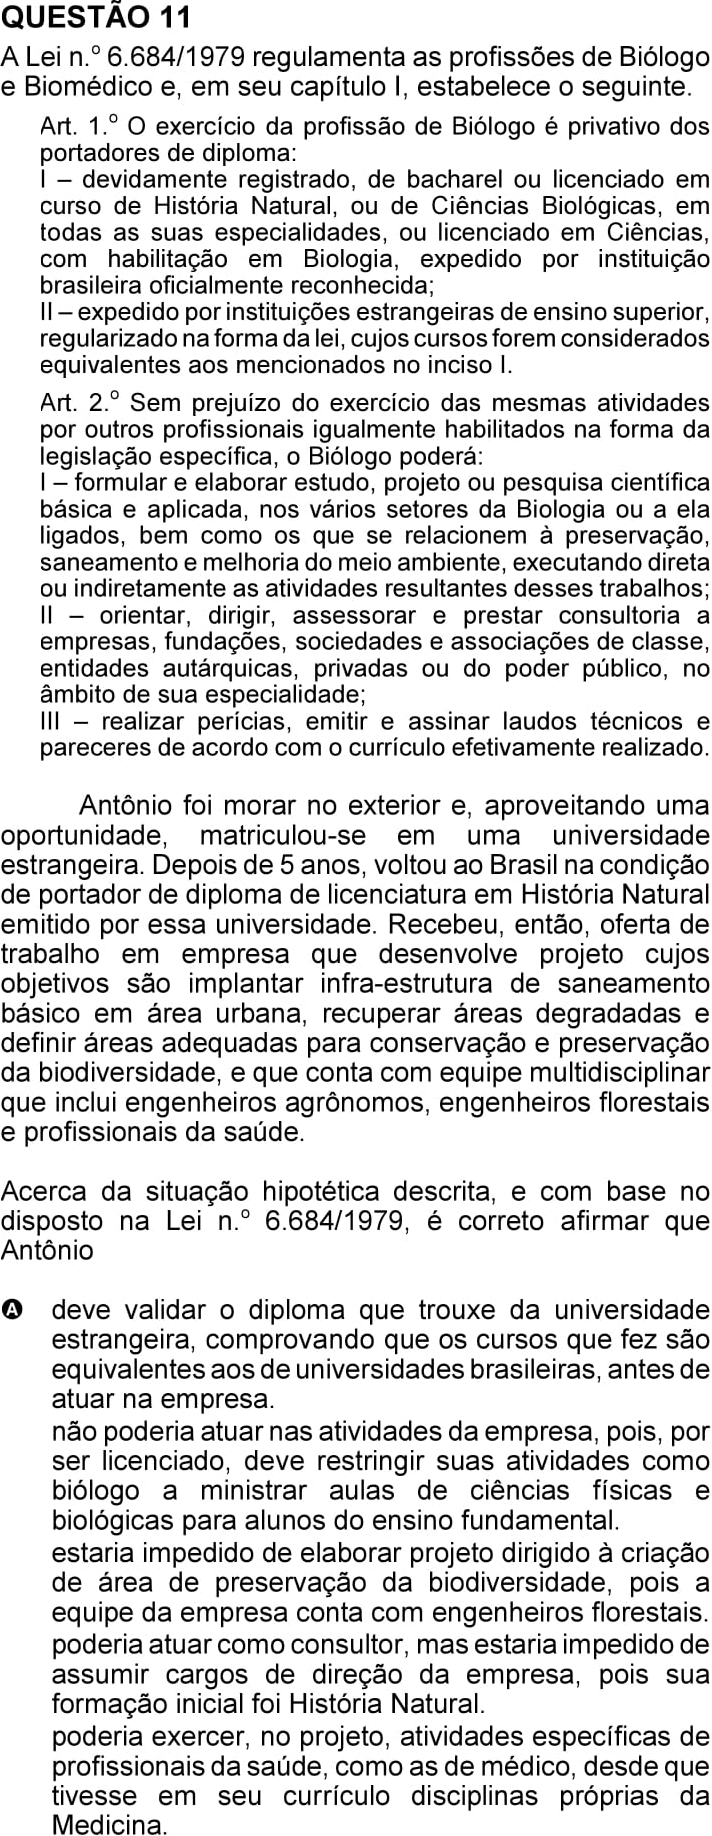 QUESTÃO 11
A Lei n.º 6.684/1979 regulamenta as profissões de Biólogo
e Biomédico e, em seu capítulo I, estabelece o seguinte.
Art. 1.º O exercício da profissão de Biólogo é privativo dos
portadores de diploma:
I – devidamente registrado, de bacharel ou licenciado em
curso de História Natural, ou de Ciências Biológicas, em
todas as suas especialidades, ou licenciado em Ciências,
com habilitação em Biologia, expedido por instituição
brasileira oficialmente reconhecida;
II – expedido por instituições estrangeiras de ensino superior,
regularizado na forma da lei, cujos cursos forem considerados
equivalentes aos mencionados no inciso I.
Art. 2.º Sem prejuízo do exercício das mesmas atividades
por outros profissionais igualmente habilitados na forma da
legislação específica, o Biólogo poderá:
I – formular e elaborar estudo, projeto ou pesquisa científica
básica e aplicada, nos vários setores da Biologia ou a ela
ligados, bem como os que se relacionem à preservação,
saneamento e melhoria do meio ambiente, executando direta
ou indiretamente as atividades resultantes desses trabalhos;
II – orientar, dirigir, assessorar e prestar consultoria a
empresas, fundações, sociedades e associações de classe,
entidades autárquicas, privadas ou do poder público, no
âmbito de sua especialidade;
III – realizar perícias, emitir e assinar laudos técnicos e
pareceres de acordo com o currículo efetivamente realizado.
Antônio foi morar no exterior e, aproveitando uma
oportunidade, matriculou-se em uma universidade
estrangeira. Depois de 5 anos, voltou ao Brasil na condição
de portador de diploma de licenciatura em História Natural
emitido por essa universidade. Recebeu, então, oferta de
trabalho em empresa que desenvolve projeto cujos
objetivos são implantar infra-estrutura de saneamento
básico em área urbana, recuperar áreas degradadas e
definir áreas adequadas para conservação e preservação
da biodiversidade, e que conta com equipe multidisciplinar
que inclui engenheiros agrônomos, engenheiros florestais
e profissionais da saúde.
Acerca da situação hipotética descrita, e com base no
disposto na Lei n.º 6.684/1979, é correto afirmar que
Antônio
A deve validar o diploma que trouxe da universidade
estrangeira, comprovando que os cursos que fez são
equivalentes aos de universidades brasileiras, antes de
atuar na empresa.
não poderia atuar nas atividades da empresa, pois, por
ser licenciado, deve restringir suas atividades como
biólogo a ministrar aulas de ciências físicas e
biológicas para alunos do ensino fundamental.
estaria impedido de elaborar projeto dirigido à criação
de área de preservação da biodiversidade, pois a
equipe da empresa conta com engenheiros florestais.
poderia atuar como consultor, mas estaria impedido de
assumir cargos de direção da empresa, pois sua
formação inicial foi História Natural.
poderia exercer, no projeto, atividades específicas de
profissionais da saúde, como as de médico, desde que
tivesse em seu currículo disciplinas próprias da
Medicina.